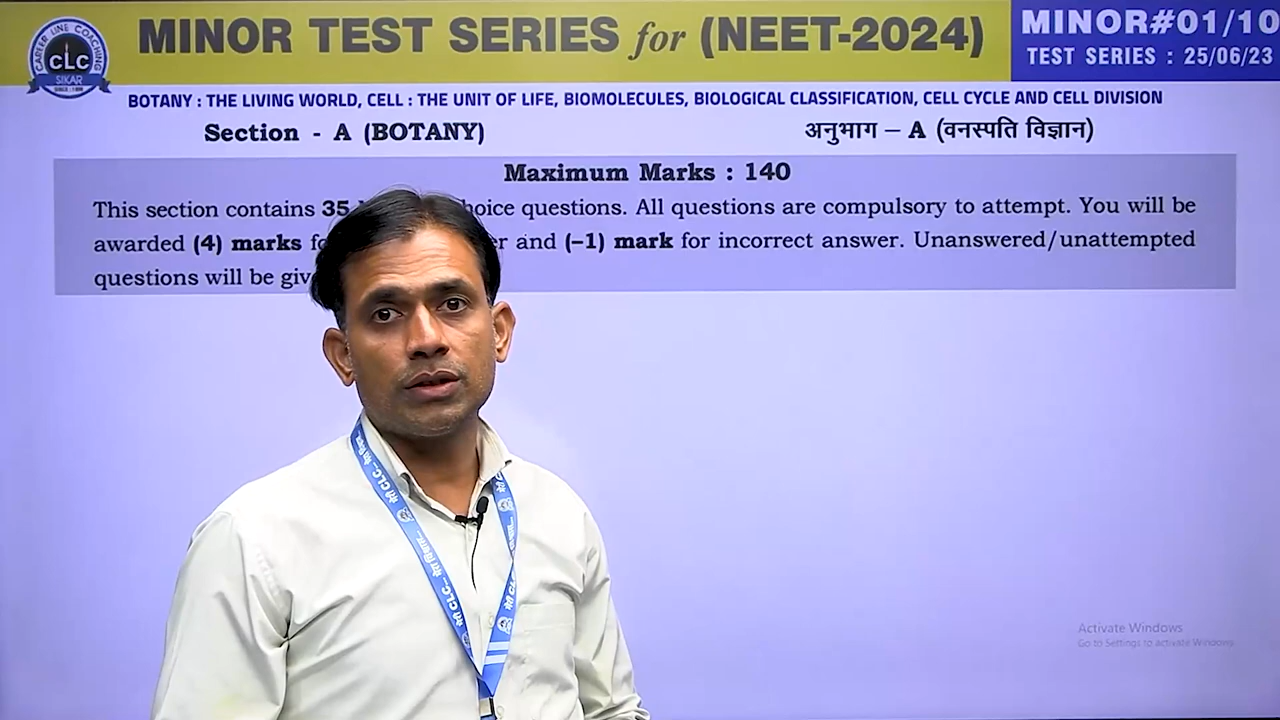 MINOR TEST SERIES for (NEET-2024)
MINOR#01/10
TEST SERIES : 25/06/23
CAREER LINE COACHING
CLC
SIKAR
BOTANY : THE LIVING WORLD, CELL : THE UNIT OF LIFE, BIOMOLECULES, BIOLOGICAL CLASSIFICATION, CELL CYCLE AND CELL DIVISION
Section - A (BOTANY)
अनुभाग – A (वनस्पति विज्ञान)
Maximum Marks : 140
This section contains 35 hoice questions. All questions are compulsory to attempt. You will be
awarded (4) marks fo er and (–1) mark for incorrect answer. Unanswered/unattempted
questions will be giv
Activate Windows
Go to Settings to activate Windows.